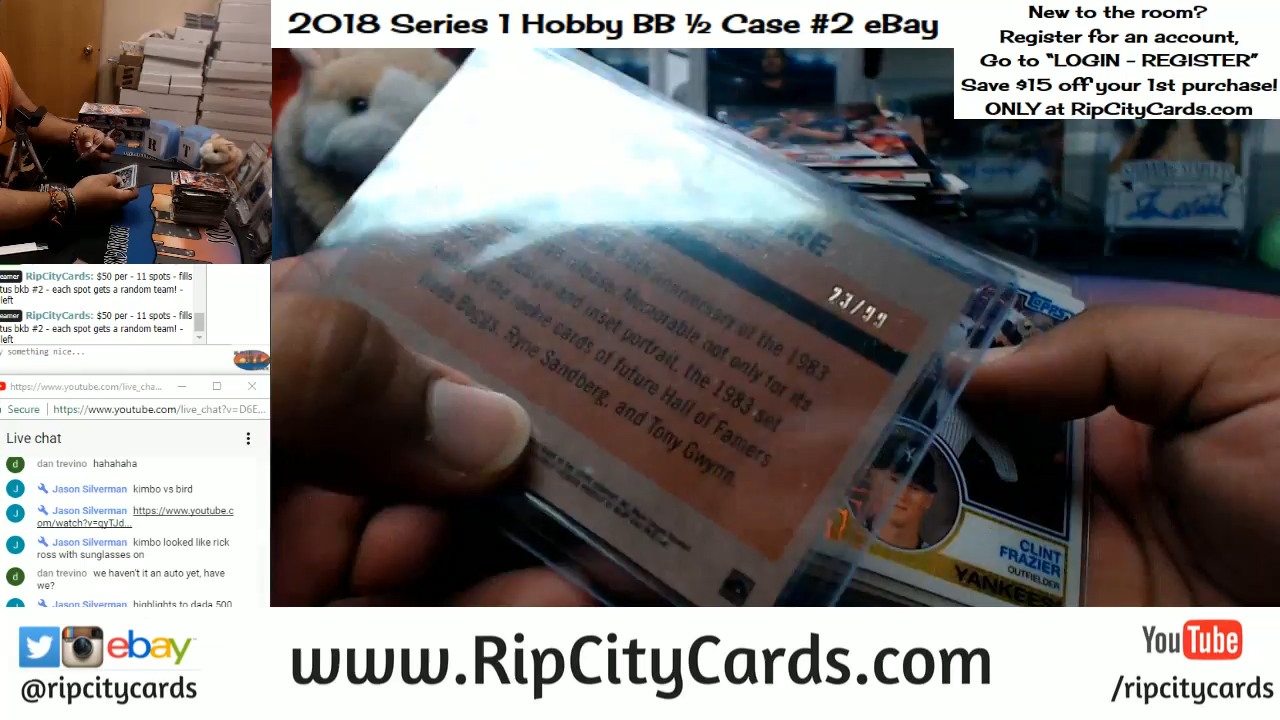 2018 Series 1 Hobby BB ½ Case #2 eBay
New to the room?
Register for an account,
Go to “LOGIN - REGISTER”
Save $15 off your 1st purchase!
ONLY at RipCityCards.com
R T
RipCityCards: $50 per - 11 spots - fills
tus bkb #2 - each spot gets a random team! -
left
RipCityCards: $50 per - 11 spots - fills
tus bkb #2 - each spot gets a random team! -
left
something nice...
https://www.youtube.com/live_cha...
Secure https://www.youtube.com/live_chat?v=D6E...
Live chat
dan trevino hahahaha
Jason Silverman kimbo vs bird
Jason Silverman https://www.youtube.c
om/watch?v=qyTJd...
Jason Silverman kimbo looked like rick
ross with sunglasses on
dan trevino we haven't it an auto yet, have
we?
Jason Silverman highlights to dada 500
23/99
anniversary of the 1983
release. Memorable not only for its
and inset portrait, the 1983 set
the rookie cards of future Hall of Famers
Wade Boggs, Ryne Sandberg, and Tony Gwynn.
TOPPS
CLINT
FRAZIER
OUTFIELDER
YANKEES
ebay
@ripcitycards
www.RipCityCards.com
YouTube
/ripcitycards